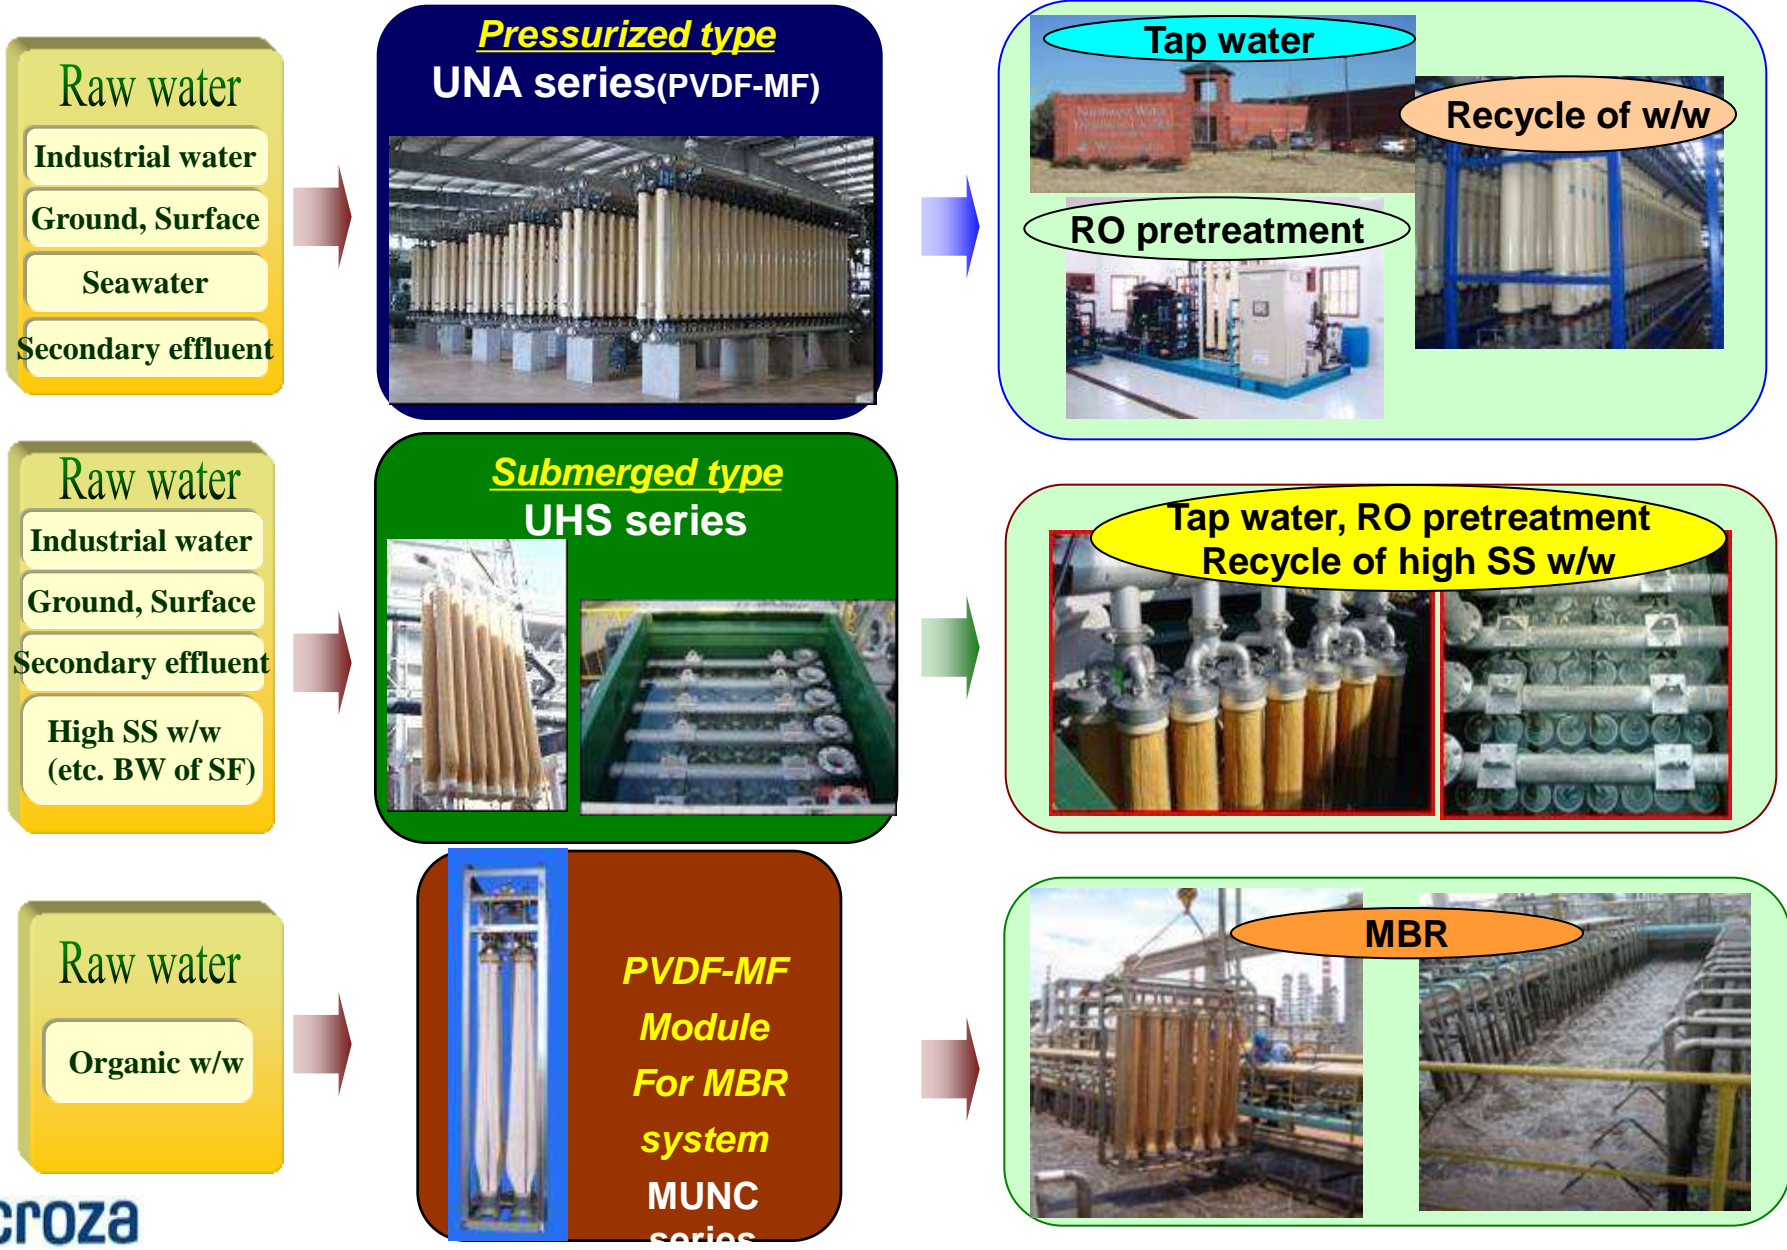 Raw water
Industrial water
Ground, Surface
Seawater
Secondary effluent
Pressurized type
UNA series(PVDF-MF)
Tap water
Recycle of w/w
RO pretreatment
Raw water
Industrial water
Ground, Surface
Secondary effluent
High SS w/w
(etc. BW of SF)
Submerged type
UHS series
Tap water, RO pretreatment
Recycle of high SS w/w
Raw water
Organic w/w
PVDF-MF
Module
For MBR
system
MUNC
series
MBR
croza